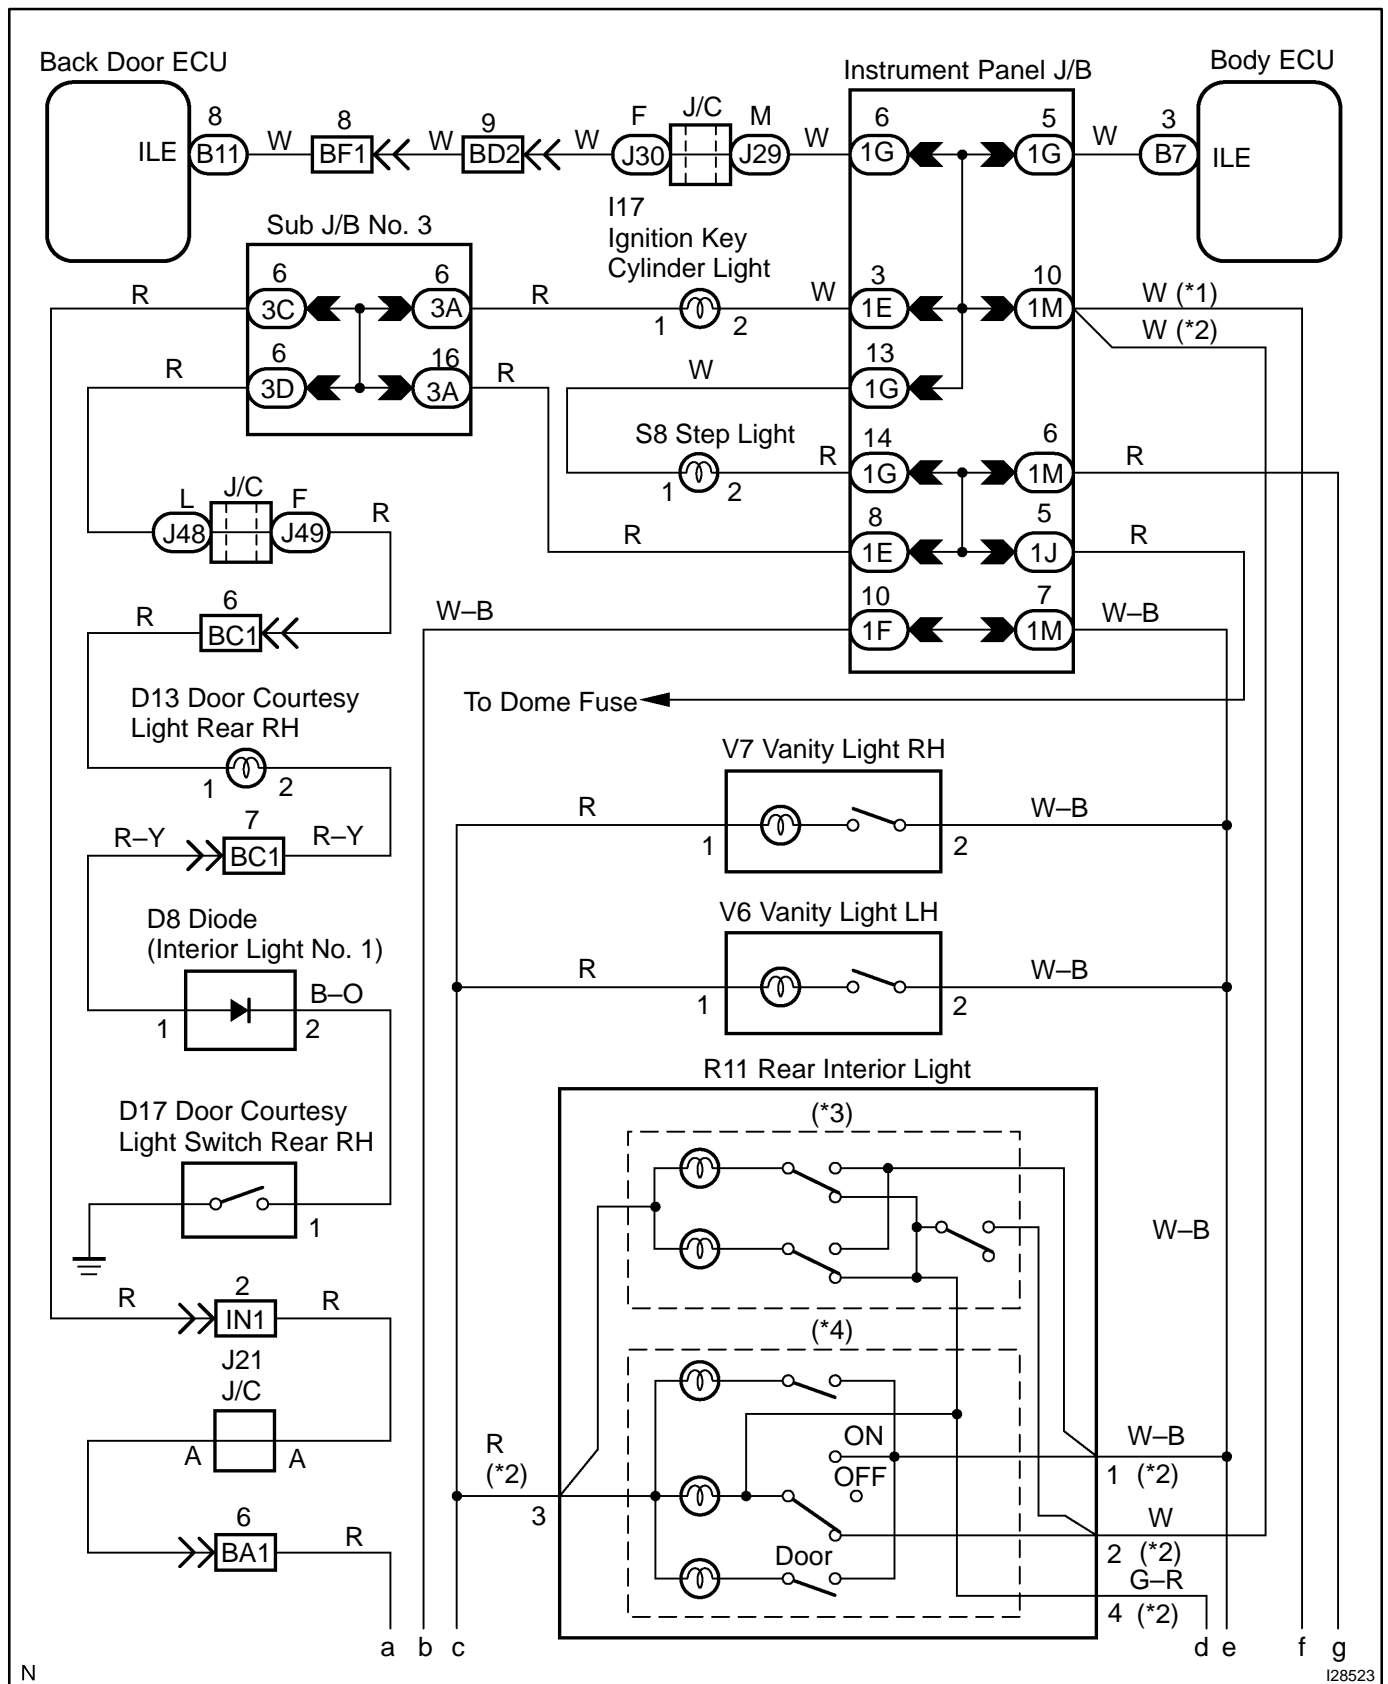 Back Door ECU
Instrument Panel J/B
Body ECU
8
8
9
F
J/C
M
6
5
3
ILE
B11
W
BF1
W
BD2
W
J30
J29
W
1G
1G
W
B7
ILE
Sub J/B No. 3
I17
Ignition Key
Cylinder Light
6
6
3
10
R
3C
3A
R
1
2
W
1E
1M
W (*1)
W (*2)
6
16
13
R
3D
3A
R
W
1G
S8 Step Light
14
6
1
2
R
1G
1M
R
L
J/C
F
J48
J49
R
8
5
R
1E
1J
R
6
R
BC1
W–B
10
7
1F
1M
W–B
To Dome Fuse
D13 Door Courtesy
Light Rear RH
1
2
V7 Vanity Light RH
R
1
2
W–B
7
R–Y
BC1
R–Y
V6 Vanity Light LH
R
1
2
W–B
D8 Diode
(Interior Light No. 1)
1
2
B–O
R11 Rear Interior Light
(*3)
D17 Door Courtesy
Light Switch Rear RH
1
W–B
2
R
IN1
R
J21
J/C
A
A
(*4)
ON
OFF
Door
R
(*2)
3
W–B
1
(*2)
W
2
(*2)
G–R
4
(*2)
6
BA1
R
a
b
c
d
e
f
g
N
I28523